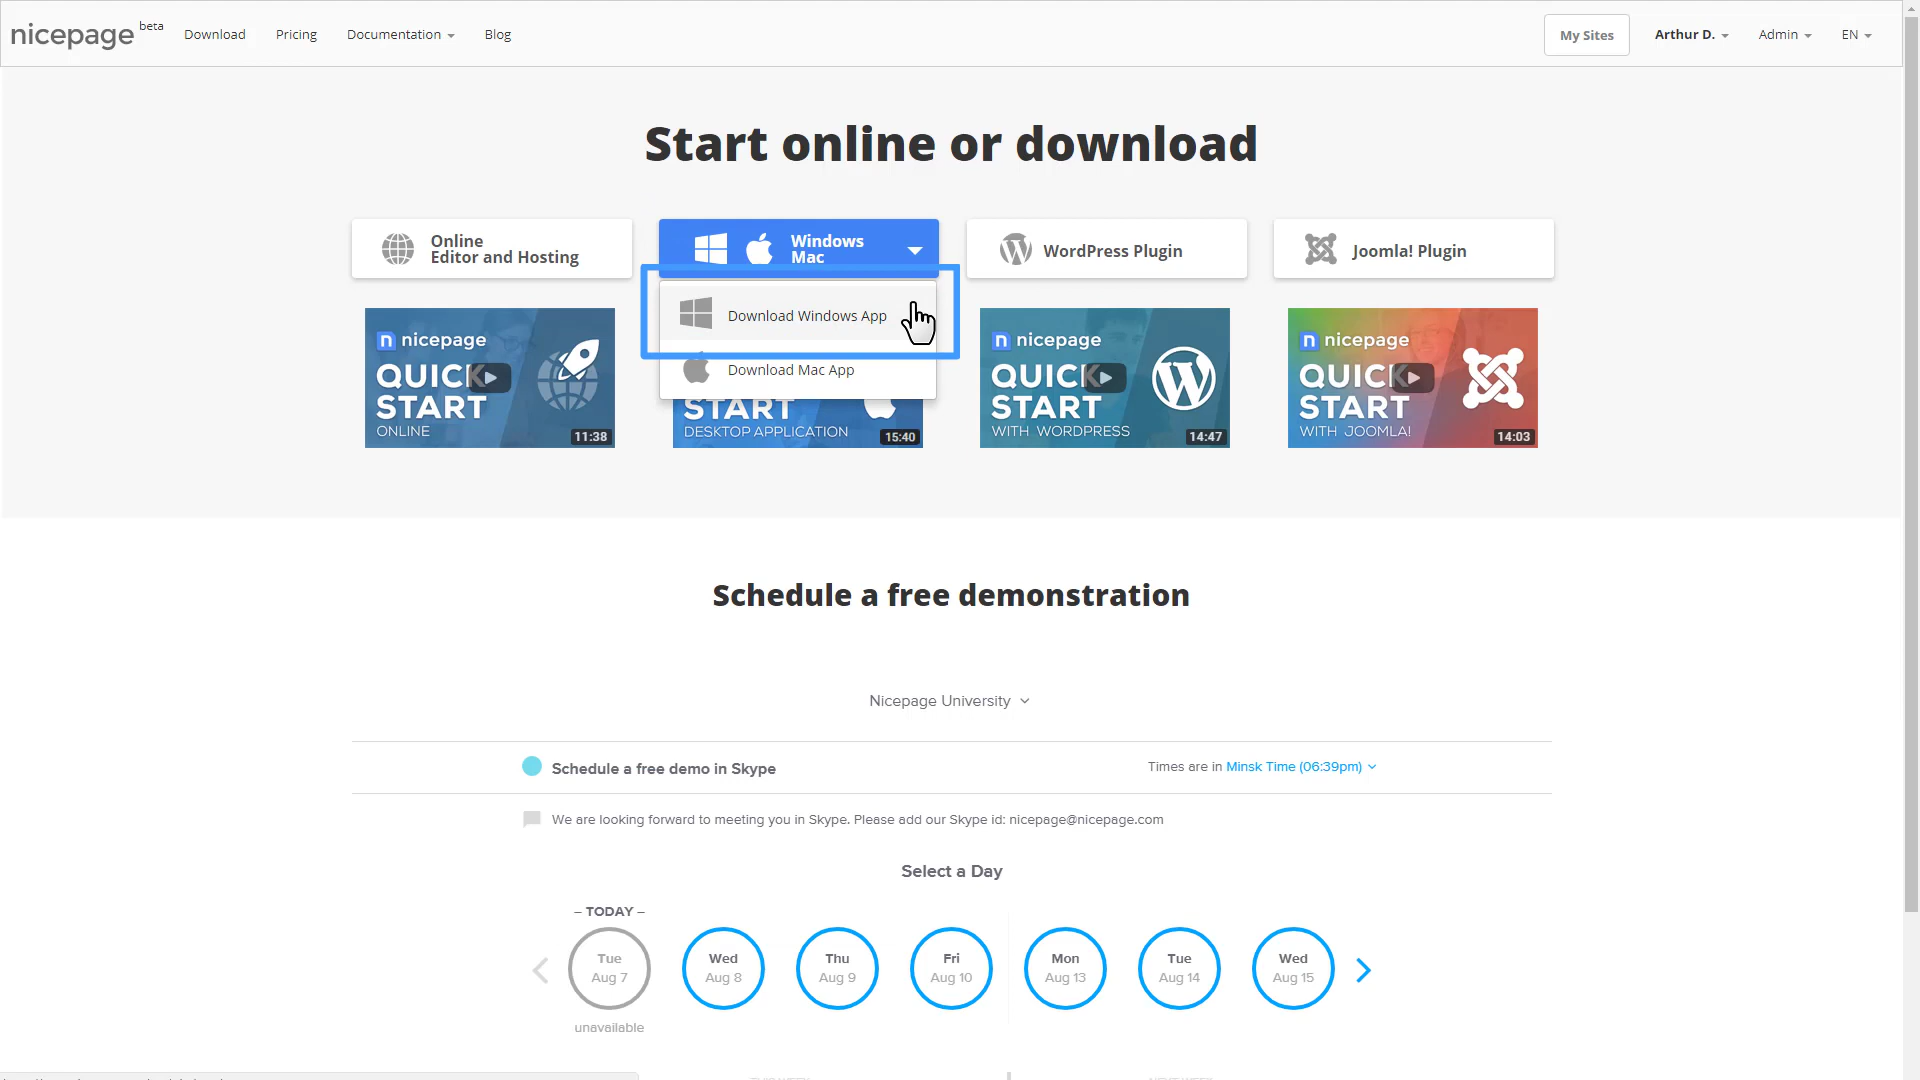 nicepage beta
Download
Pricing
Documentation
Blog
My Sites
Arthur D.
Admin
EN
Start online or download
Online
Editor and Hosting
Windows
Mac
WordPress Plugin
Joomla! Plugin
Download Windows App
Download Mac App
nicepage
QUICK
START
ONLINE
11:38
START
DESKTOP APPLICATION
15:40
nicepage
QUICK
START
WITH WORDPRESS
14:47
nicepage
QUICK
START
WITH JOOMLA!
14:03
Schedule a free demonstration
Nicepage University
Schedule a free demo in Skype
Times are in Minsk Time (06:39pm)
We are looking forward to meeting you in Skype. Please add our Skype id: nicepage@nicepage.com
Select a Day
– TODAY –
Tue
Aug 7
unavailable
Wed
Aug 8
Thu
Aug 9
Fri
Aug 10
Mon
Aug 13
Tue
Aug 14
Wed
Aug 15